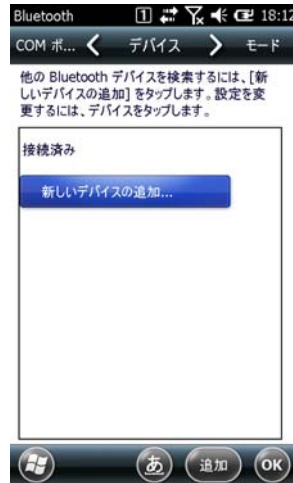 Bluetooth 1 18:12
COM ポ... デバイス モード
他の Bluetooth デバイスを検索するには、[新
しいデバイスの追加] をタップします。設定を変
更するには、デバイスをタップします。
接続済み
新しいデバイスの追加...
あ 追加 OK